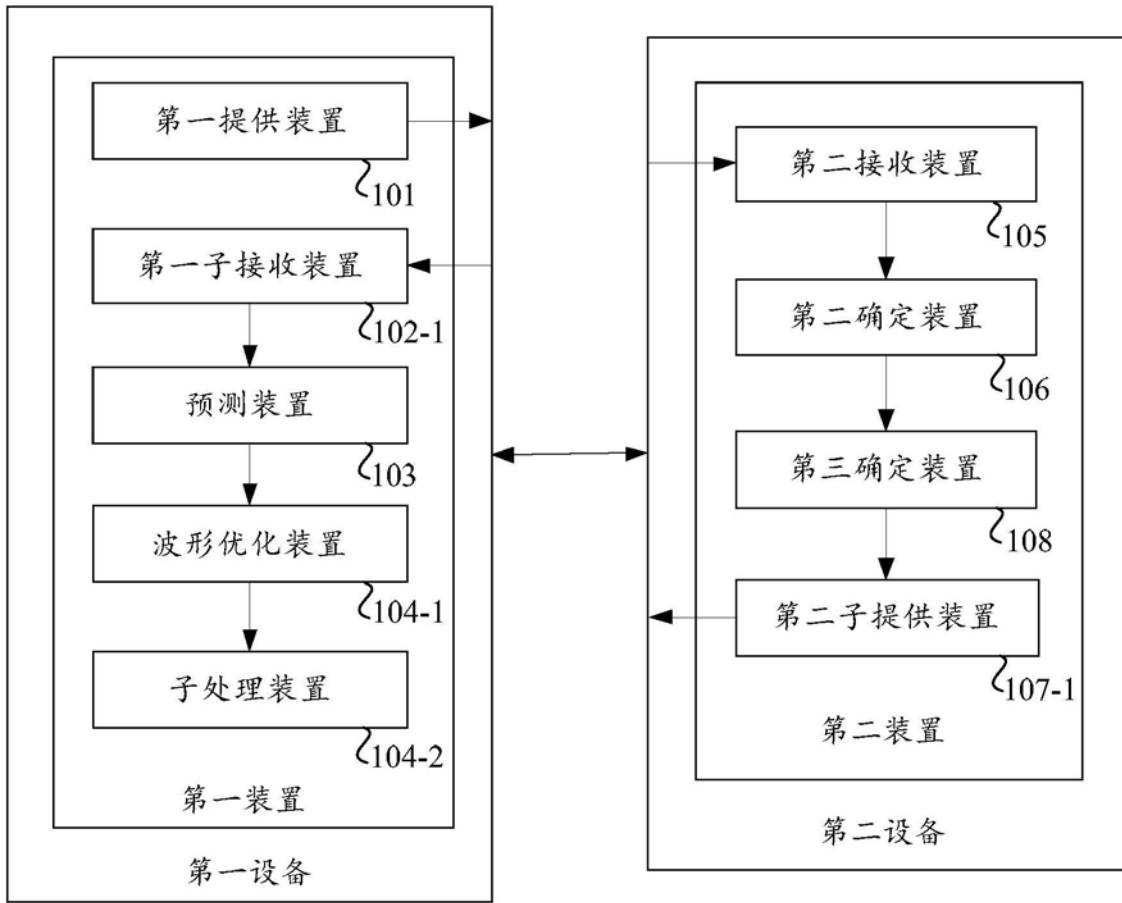 第一提供装置
101
第一子接收装置
102-1
预测装置
103
波形优化装置
104-1
子处理装置
104-2
第一装置
第一设备
第二接收装置
105
第二确定装置
106
第三确定装置
108
第二子提供装置
107-1
第二装置
第二设备